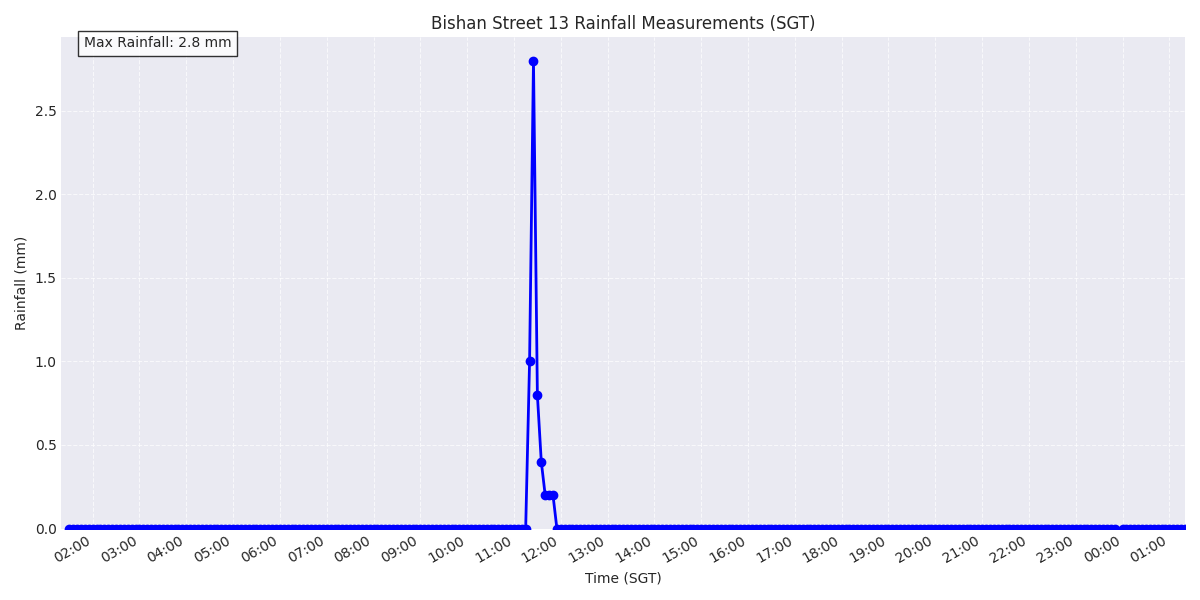 Bishan Street 13 Rainfall Measurements (SGT)
Max Rainfall: 2.8 mm
2.5
2.0
1.5
1.0
0.5
0.0
Rainfall (mm)
02:00 03:00 04:00 05:00 06:00 07:00 08:00 09:00 10:00 11:00 12:00 13:00 14:00 15:00 16:00 17:00 18:00 19:00 20:00 21:00 22:00 23:00 00:00 01:00
Time (SGT)